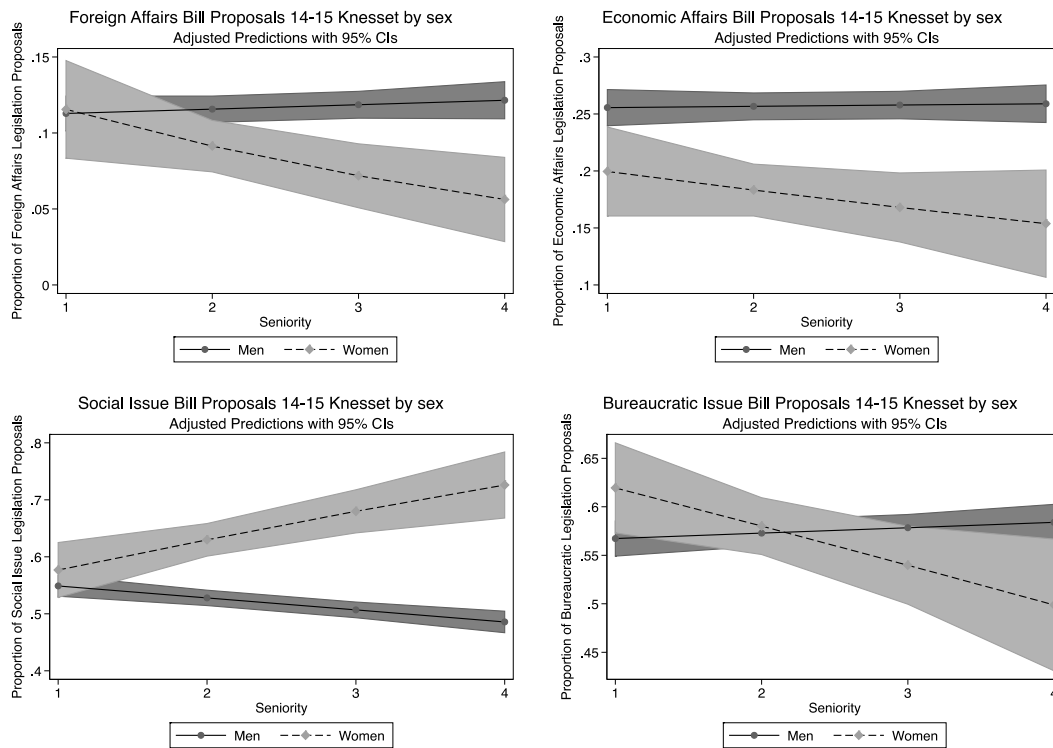 Foreign Affairs Bill Proposals 14-15 Knesset by sex
Adjusted Predictions with 95% CIs
Proportion of Foreign Affairs Legislation Proposals
.15
.1
.05
0
1 2 3 4
Seniority
Men Women
Economic Affairs Bill Proposals 14-15 Knesset by sex
Adjusted Predictions with 95% CIs
Proportion of Economic Affairs Legislation Proposals
.3
.25
.2
.15
.1
1 2 3 4
Seniority
Men Women
Social Issue Bill Proposals 14-15 Knesset by sex
Adjusted Predictions with 95% CIs
Proportion of Social Issue Legislation Proposals
.8
.7
.6
.5
.4
1 2 3 4
Seniority
Men Women
Bureaucratic Issue Bill Proposals 14-15 Knesset by sex
Adjusted Predictions with 95% CIs
Proportion of Bureaucratic Legislation Proposals
.65
.6
.55
.5
.45
1 2 3 4
Seniority
Men Women